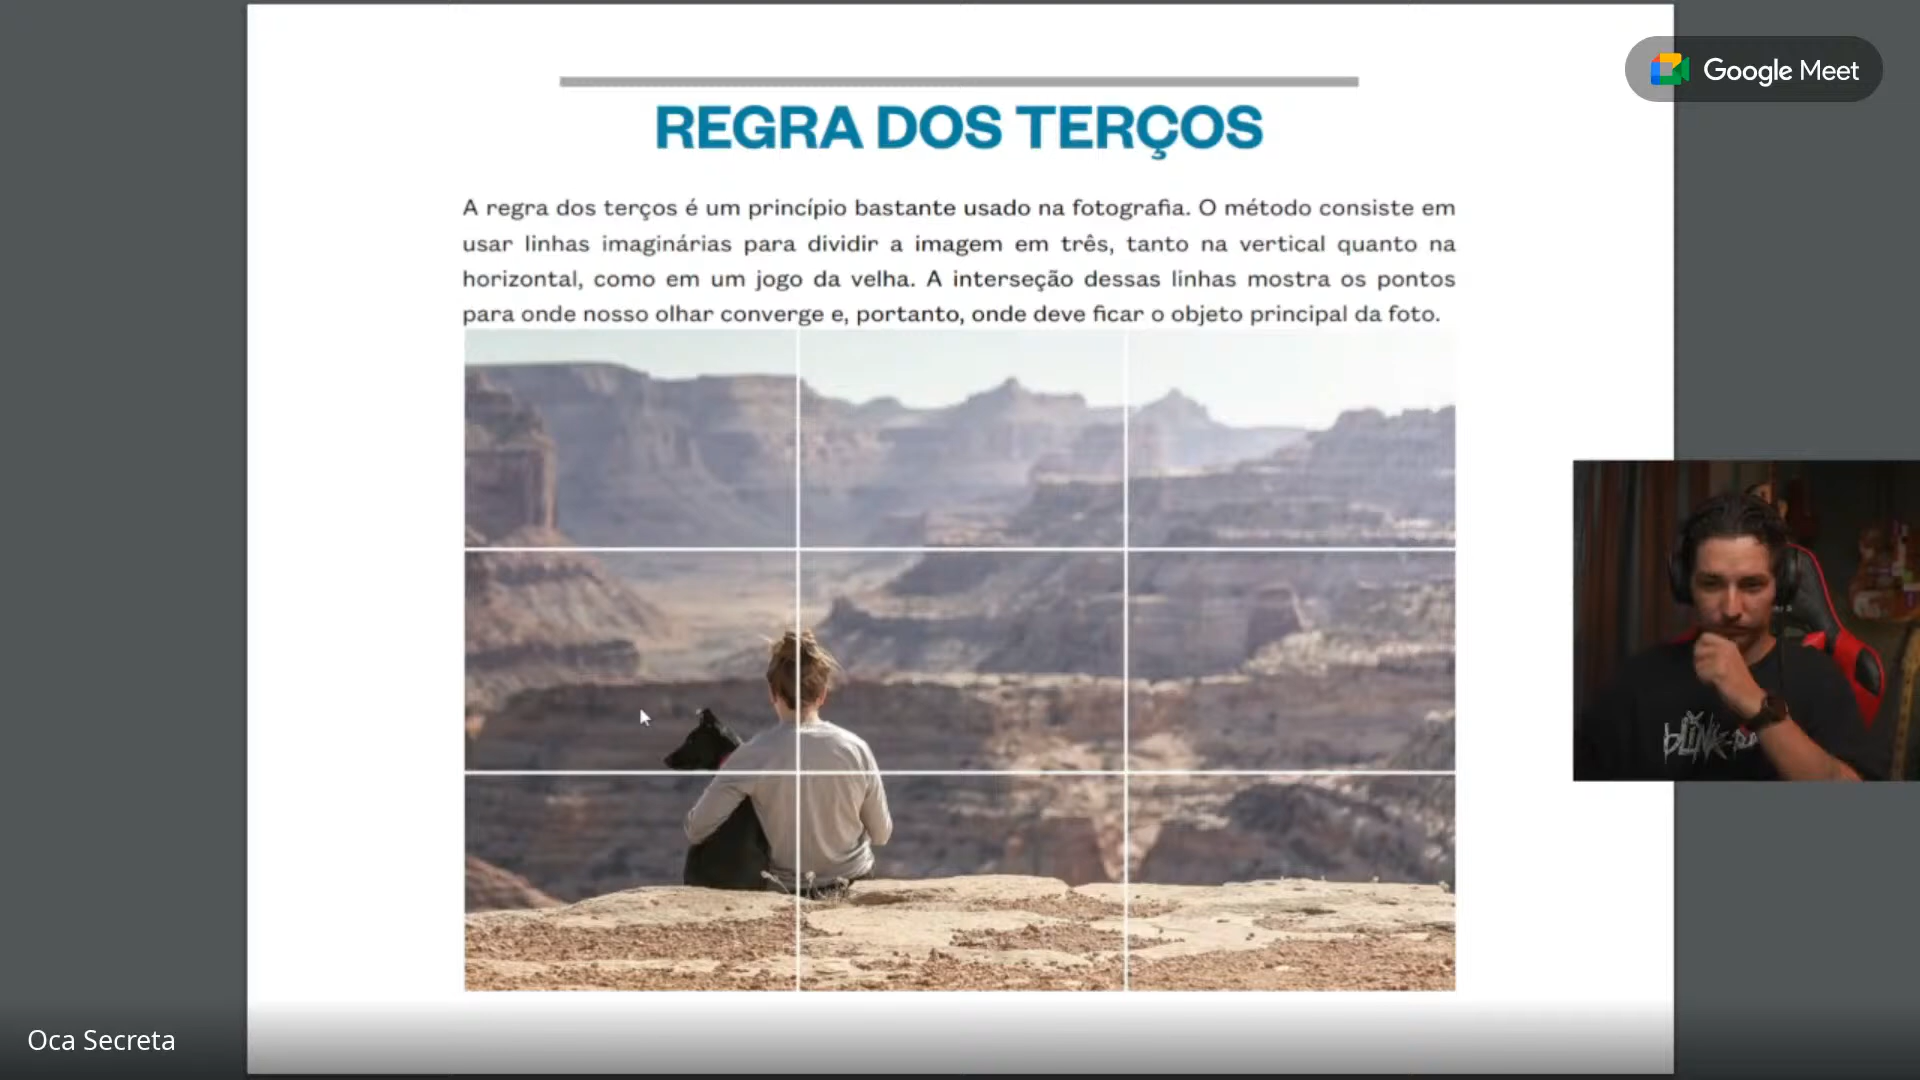 Google Meet
REGRA DOS TERÇOS
A regra dos terços é um princípio bastante usado na fotografia. O método consiste em
usar linhas imaginárias para dividir a imagem em três, tanto na vertical quanto na
horizontal, como em um jogo da velha. A interseção dessas linhas mostra os pontos
para onde nosso olhar converge e, portanto, onde deve ficar o objeto principal da foto.
Oca Secreta